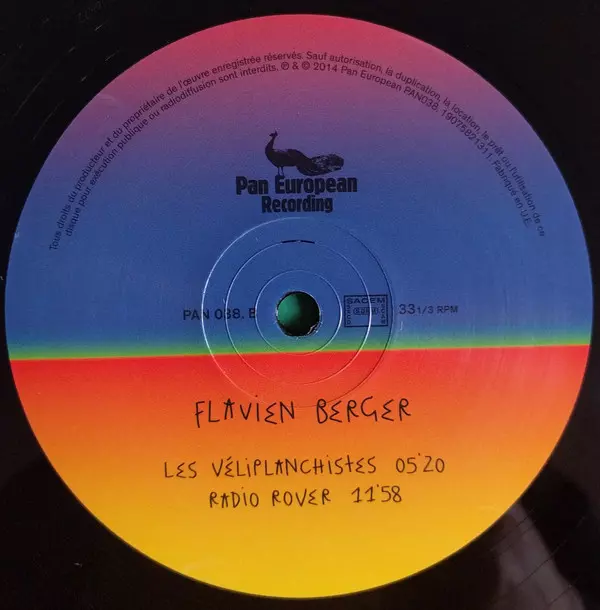 Tous droits du producteur et du propriétaire de l'œuvre enregistrée réservés. Sauf autorisation, la duplication, la location, le prêt ou l'utilisation de ce
disque pour exécution publique ou radiodiffusion sont interdits. ℗ & © 2014 Pan European PAN038. 19075821311. Fabriqué en U.E.
Pan European
Recording
PAN 038. B
SACEM
33 1/3 RPM
FLAVIEN BERGER
LES VÉLIPLANCHISTES 05'20
RADIO ROVER 11'58